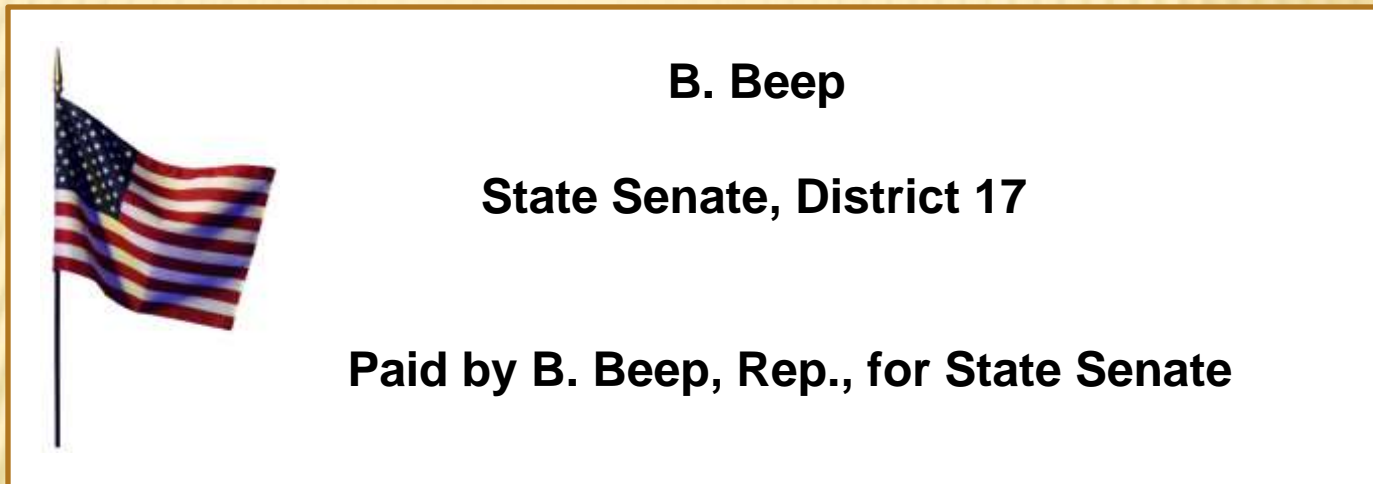 B. Beep
State Senate, District 17
Paid by B. Beep, Rep., for State Senate